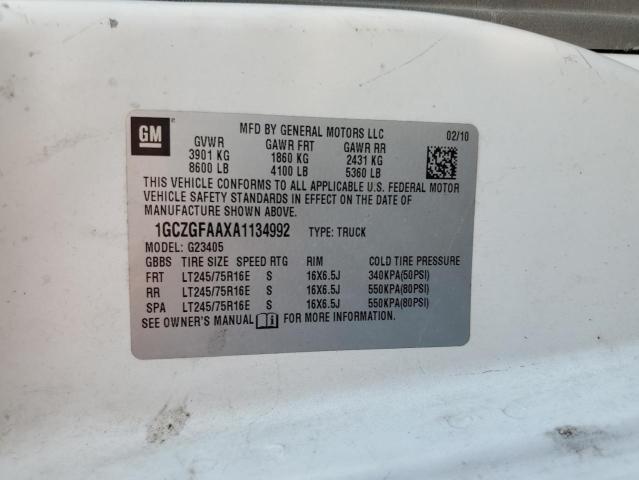 GM
MFD BY GENERAL MOTORS LLC 02/10
GVWR GAWR FRT GAWR RR
3901 KG 1860 KG 2431 KG
8600 LB 4100 LB 5360 LB
THIS VEHICLE CONFORMS TO ALL APPLICABLE U.S. FEDERAL MOTOR
VEHICLE SAFETY STANDARDS IN EFFECT ON THE DATE OF
MANUFACTURE SHOWN ABOVE.
1GCZGFAAXA1134992 TYPE: TRUCK
MODEL: G23405
GBBS TIRE SIZE SPEED RTG RIM COLD TIRE PRESSURE
FRT LT245/75R16E S 16X6.5J 340KPA(50PSI)
RR LT245/75R16E S 16X6.5J 550KPA(80PSI)
SPA LT245/75R16E S 16X6.5J 550KPA(80PSI)
SEE OWNER'S MANUAL FOR MORE INFORMATION.